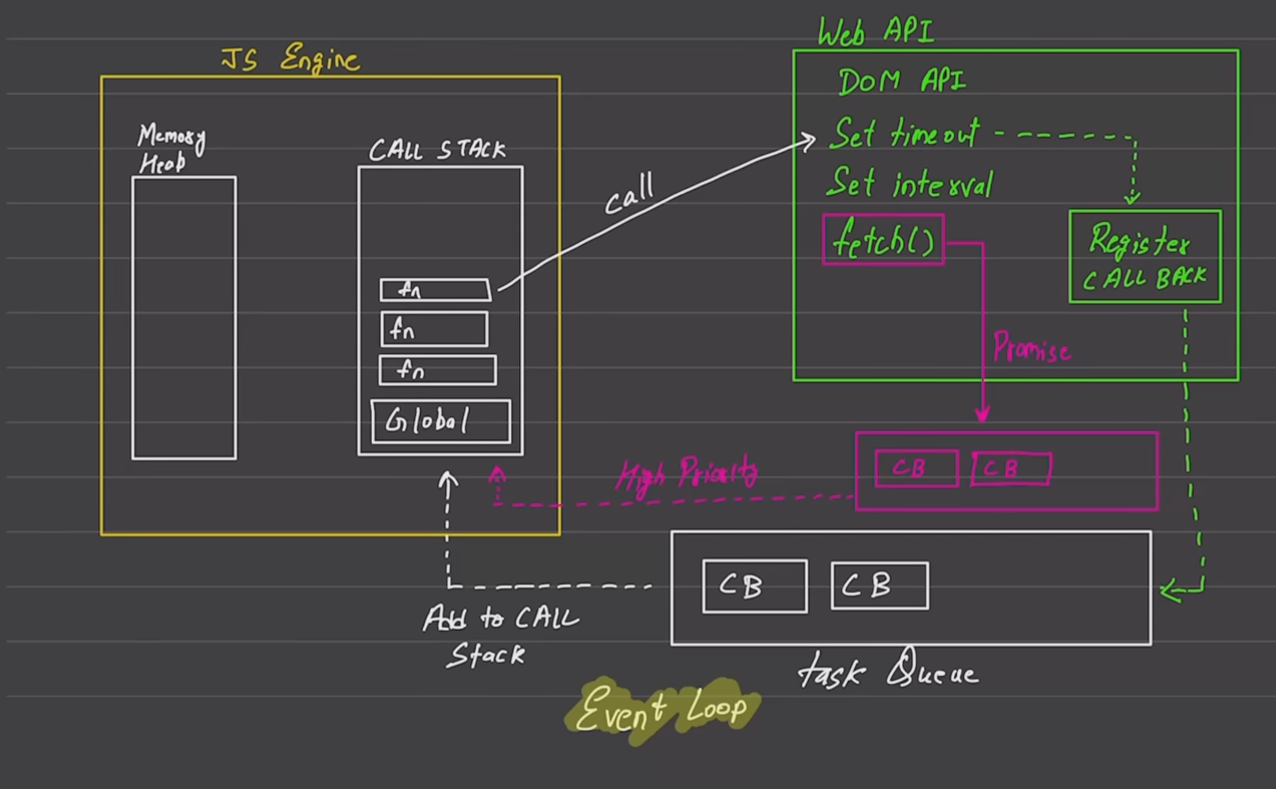 JS Engine
Memory
Heap
CALL STACK
fn
fn
fn
Global
call
Web API
DOM API
Set timeout
Set interval
fetch()
Register
CALL BACK
Promise
High Priority
CB
CB
CB
CB
Add to CALL
Stack
task Queue
Event Loop